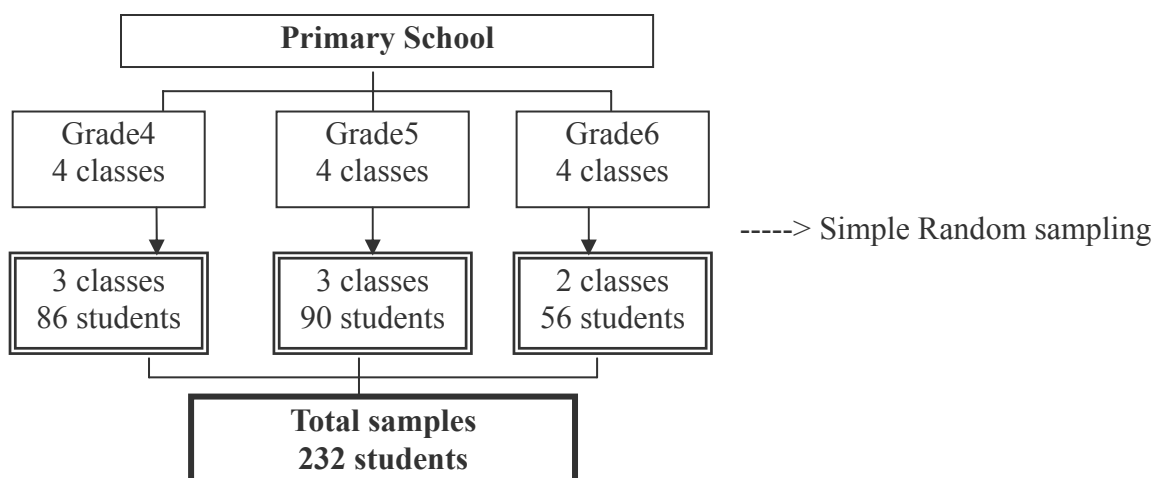 Primary School
Grade4
4 classes
Grade5
4 classes
Grade6
4 classes
-----> Simple Random sampling
3 classes
86 students
3 classes
90 students
2 classes
56 students
Total samples
232 students